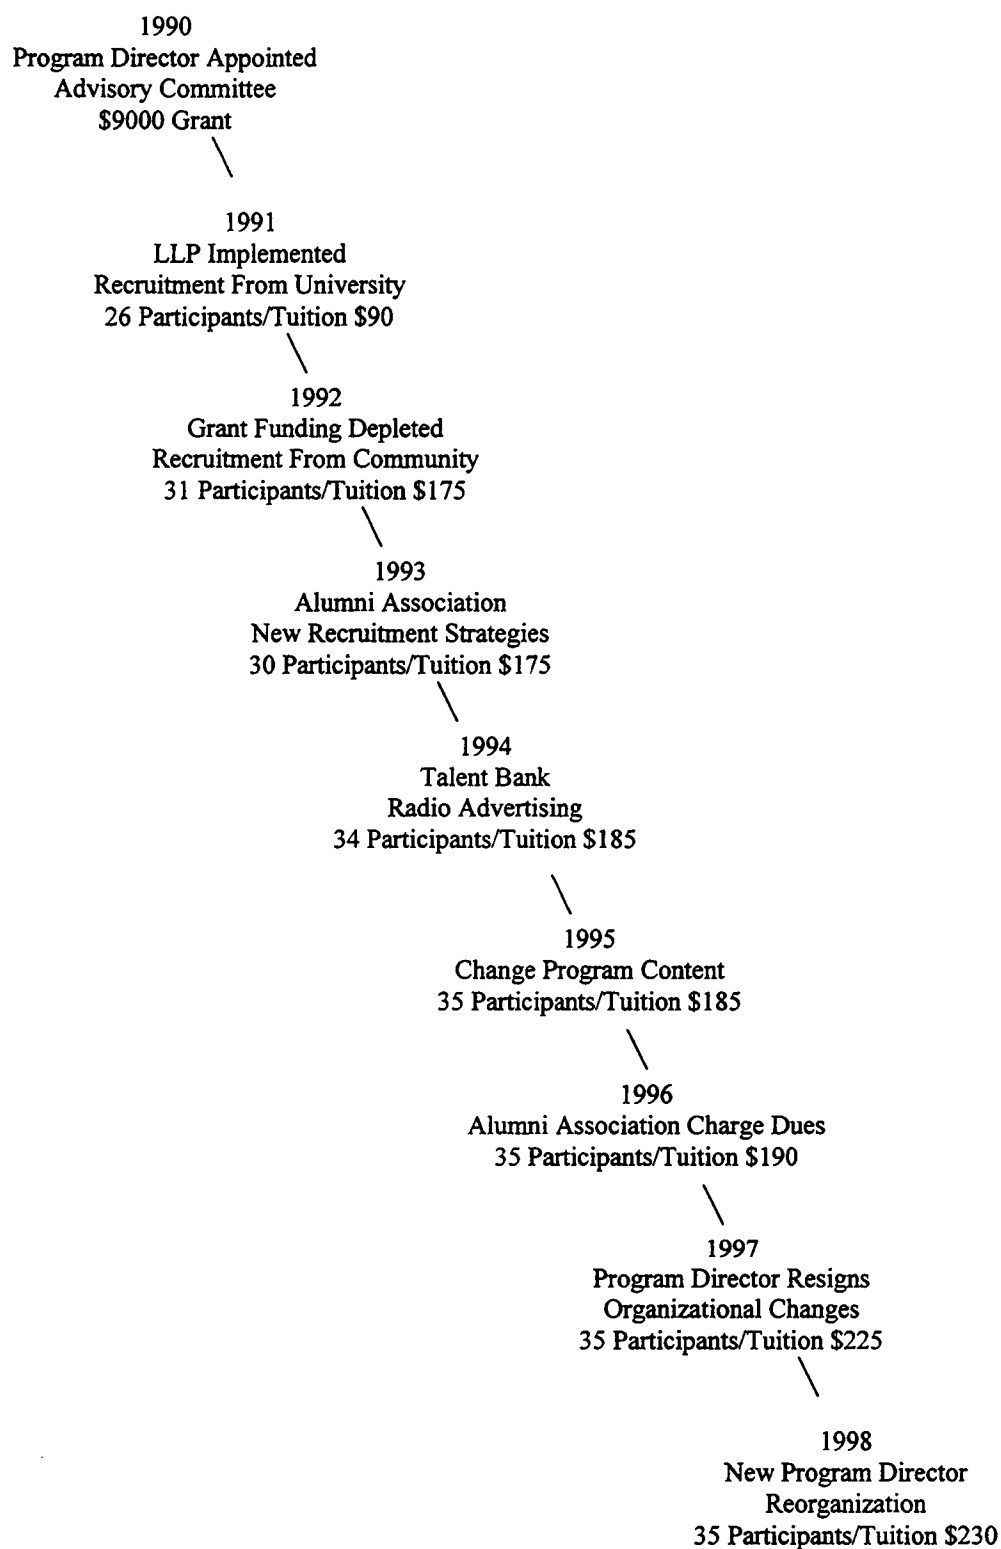 1990
Program Director Appointed
Advisory Committee
$9000 Grant
1991
LLP Implemented
Recruitment From University
26 Participants/Tuition $90
1992
Grant Funding Depleted
Recruitment From Community
31 Participants/Tuition $175
1993
Alumni Association
New Recruitment Strategies
30 Participants/Tuition $175
1994
Talent Bank
Radio Advertising
34 Participants/Tuition $185
1995
Change Program Content
35 Participants/Tuition $185
1996
Alumni Association Charge Dues
35 Participants/Tuition $190
1997
Program Director Resigns
Organizational Changes
35 Participants/Tuition $225
1998
New Program Director
Reorganization
35 Participants/Tuition $230